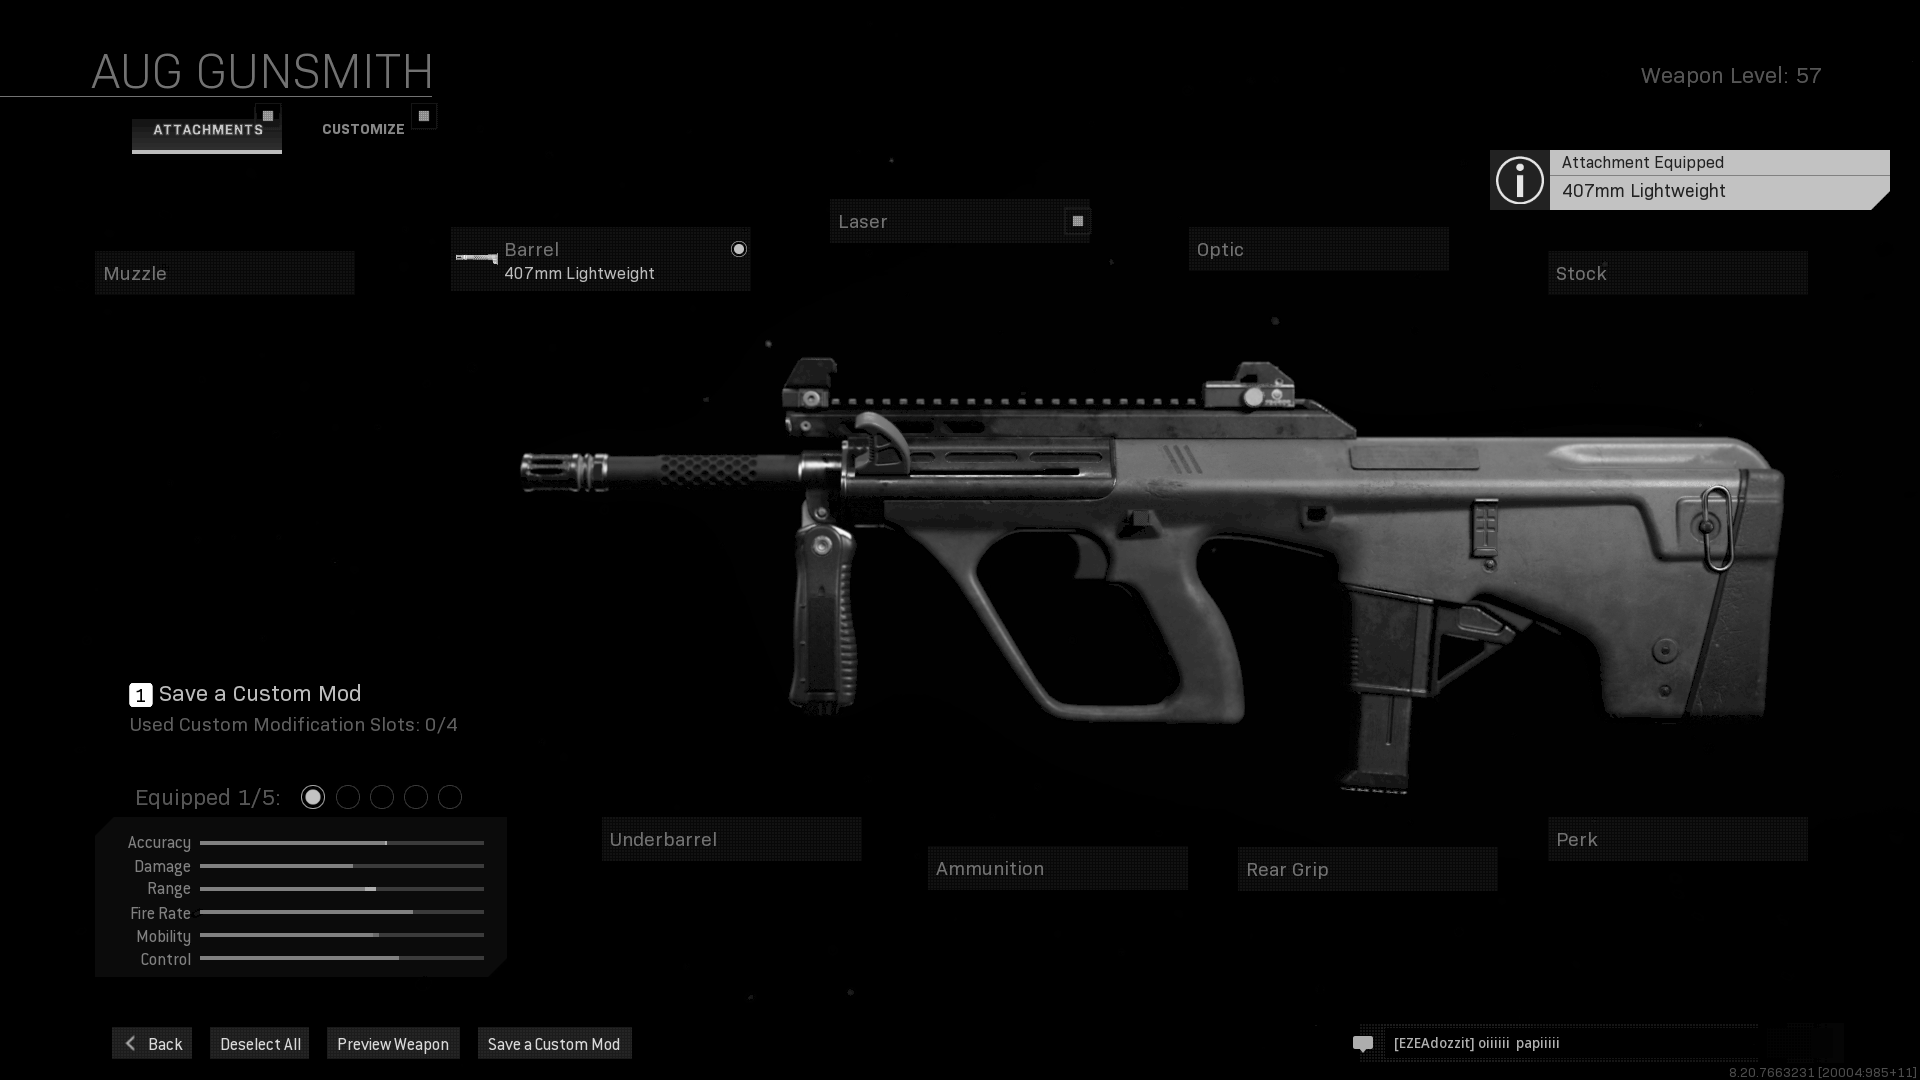 AUG GUNSMITH
Weapon Level: 57
ATTACHMENTS
CUSTOMIZE
Attachment Equipped
407mm Lightweight
Laser
Barrel
407mm Lightweight
Optic
Muzzle
Stock
1 Save a Custom Mod
Used Custom Modification Slots: 0/4
Equipped 1/5:
Accuracy
Damage
Range
Fire Rate
Mobility
Control
Underbarrel
Ammunition
Rear Grip
Perk
Back
Deselect All
Preview Weapon
Save a Custom Mod
[EZEAdozzit] oiiiiii papiiiii
8.20.7663231 [20004:985+11]